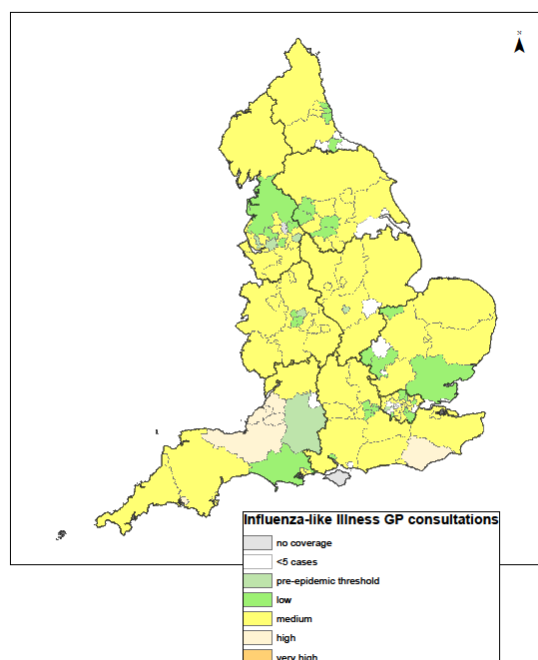 N
Influenza-like Illness GP consultations
no coverage
<5 cases
pre-epidemic threshold
low
medium
high
very high